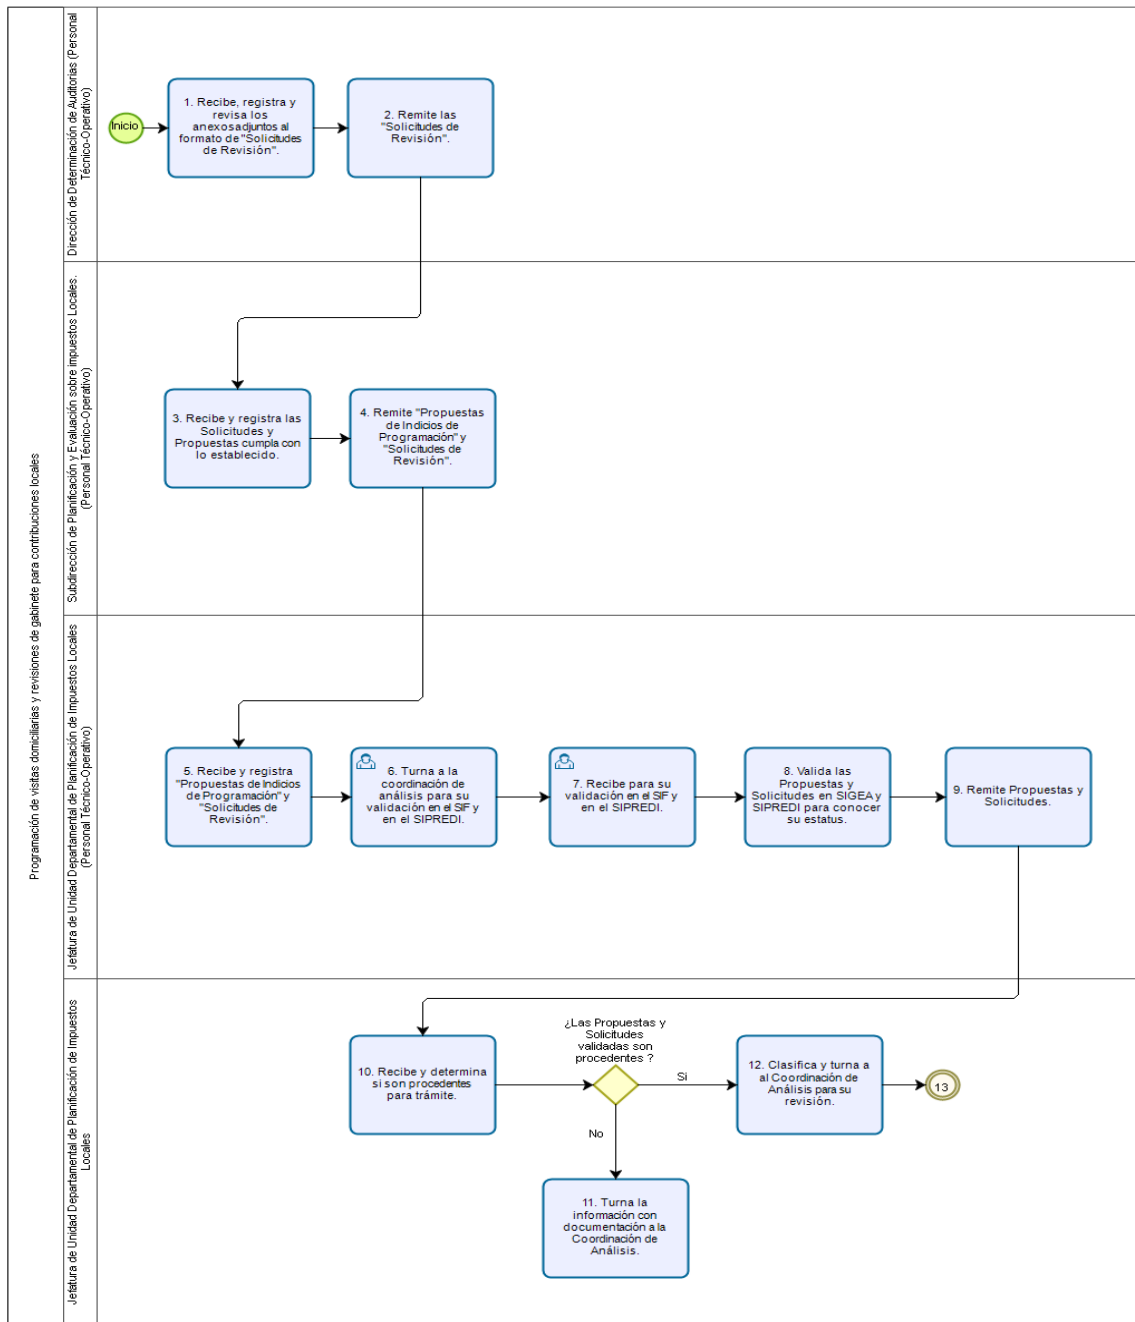 Programación de visitas domiciliarias y revisiones de gabinete para contribuciones locales
Dirección de Determinación de Auditorias (Personal
Técnico-Operativo)
Inicio
1. Recibe, registra y
revisa los
anexosadjuntos al
formato de "Solicitudes
de Revisión".
2. Remite las
"Solicitudes de
Revisión".
Subdirección de Planificación y Evaluación sobre impuestos Locales.
(Personal Técnico-Operativo)
3. Recibe y registra las
Solicitudes y
Propuestas cumpla con
lo establecido.
4. Remite "Propuestas
de Indicios de
Programación" y
"Solicitudes de
Revisión".
Jefatura de Unidad Departamental de Planificación de Impuestos Locales
(Personal Técnico-Operativo)
5. Recibe y registra
"Propuestas de Indicios
de Programación" y
"Solicitudes de
Revisión".
6. Turna a la
coordinación de
análisis para su
validación en el SIF y
en el SIPREDI.
7. Recibe para su
validación en el SIF y
en el SIPREDI.
8. Valida las
Propuestas y
Solicitudes en SIGEA y
SIPREDI para conocer
su estatus.
9. Remite Propuestas y
Solicitudes.
Jefatura de Unidad Departamental de Planificación de Impuestos
Locales
10. Recibe y determina
si son procedentes
para trámite.
¿Las Propuestas y
Solicitudes
validadas son
procedentes ?
Si
No
12. Clasifica y turna a
al Coordinación de
Análisis para su
revisión.
13
11. Turna la
información con
documentación a la
Coordinación de
Análisis.